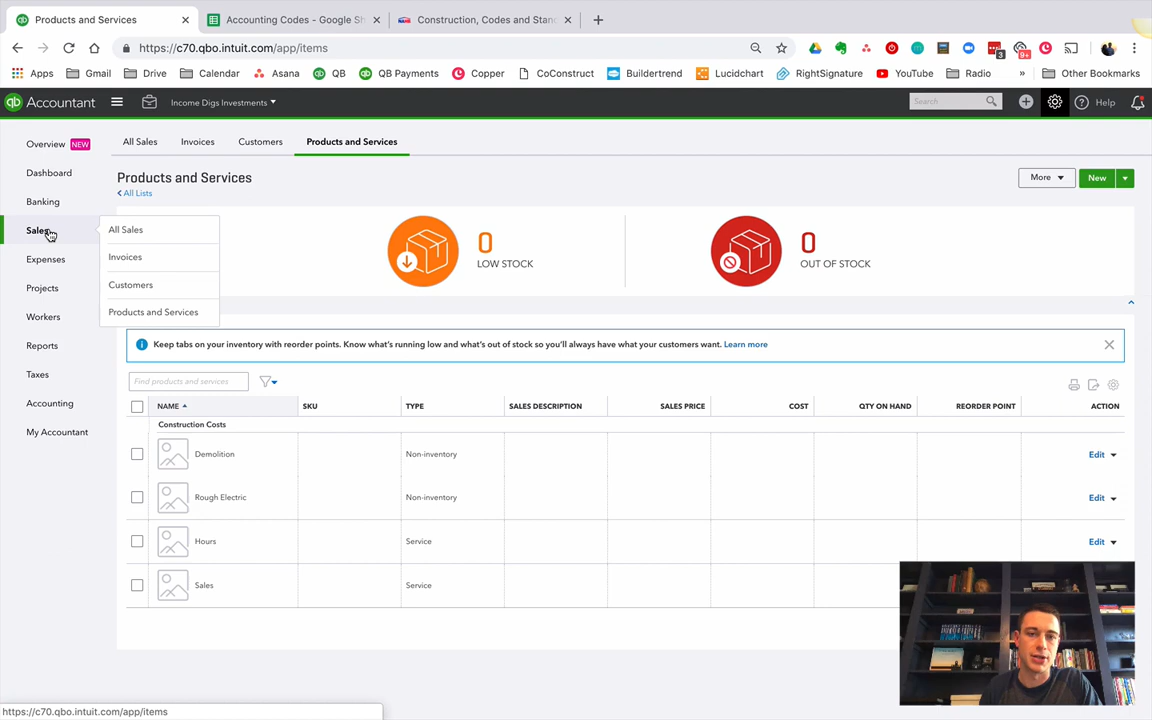 Products and Services
Accounting Codes - Google Sh
Construction, Codes and Stan
https://c70.qbo.intuit.com/app/items
3
9+
Apps
Gmail
Drive
Calendar
Asana
QB
QB Payments
Copper
CoConstruct
Buildertrend
Lucidchart
RightSignature
YouTube
Radio
»
Other Bookmarks
qb Accountant
Income Digs Investments
Search
Help
Overview NEW
Dashboard
Banking
Sales
Expenses
Projects
Workers
Reports
Taxes
Accounting
My Accountant
All Sales
Invoices
Customers
Products and Services
All Sales
Invoices
Customers
Products and Services
Products and Services
All Lists
More
New
0
LOW STOCK
0
OUT OF STOCK
Keep tabs on your inventory with reorder points. Know what's running low and what's out of stock so you'll always have what your customers want. Learn more
Find products and services
NAME SKU TYPE SALES DESCRIPTION SALES PRICE COST QTY ON HAND REORDER POINT ACTION
Construction Costs
Demolition Non-inventory Edit
Rough Electric Non-inventory Edit
Hours Service Edit
Sales Service
https://c70.qbo.intuit.com/app/items